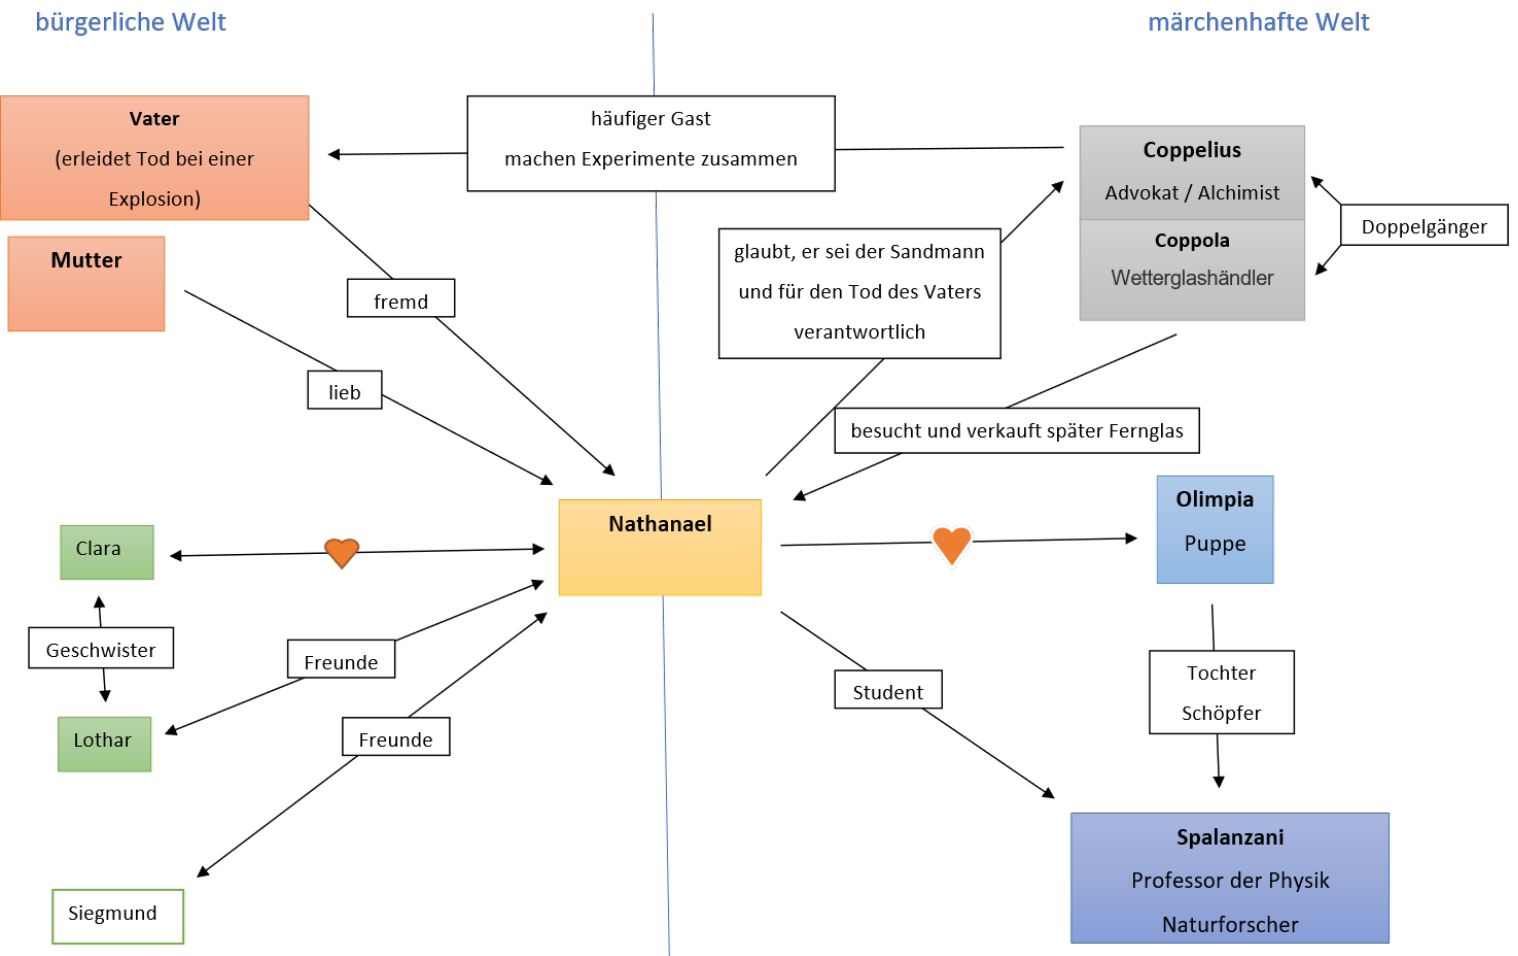 bürgerliche Welt
märchenhafte Welt
Vater
(erleidet Tod bei einer
Explosion)
häufiger Gast
machen Experimente zusammen
Coppelius
Advokat / Alchimist
Coppola
Wetterglashändler
Doppelgänger
Mutter
fremd
glaubt, er sei der Sandmann
und für den Tod des Vaters
verantwortlich
lieb
besucht und verkauft später Fernglas
Nathanael
Olimpia
Puppe
Clara
Geschwister
Lothar
Freunde
Freunde
Siegmund
Student
Tochter
Schöpfer
Spalanzani
Professor der Physik
Naturforscher